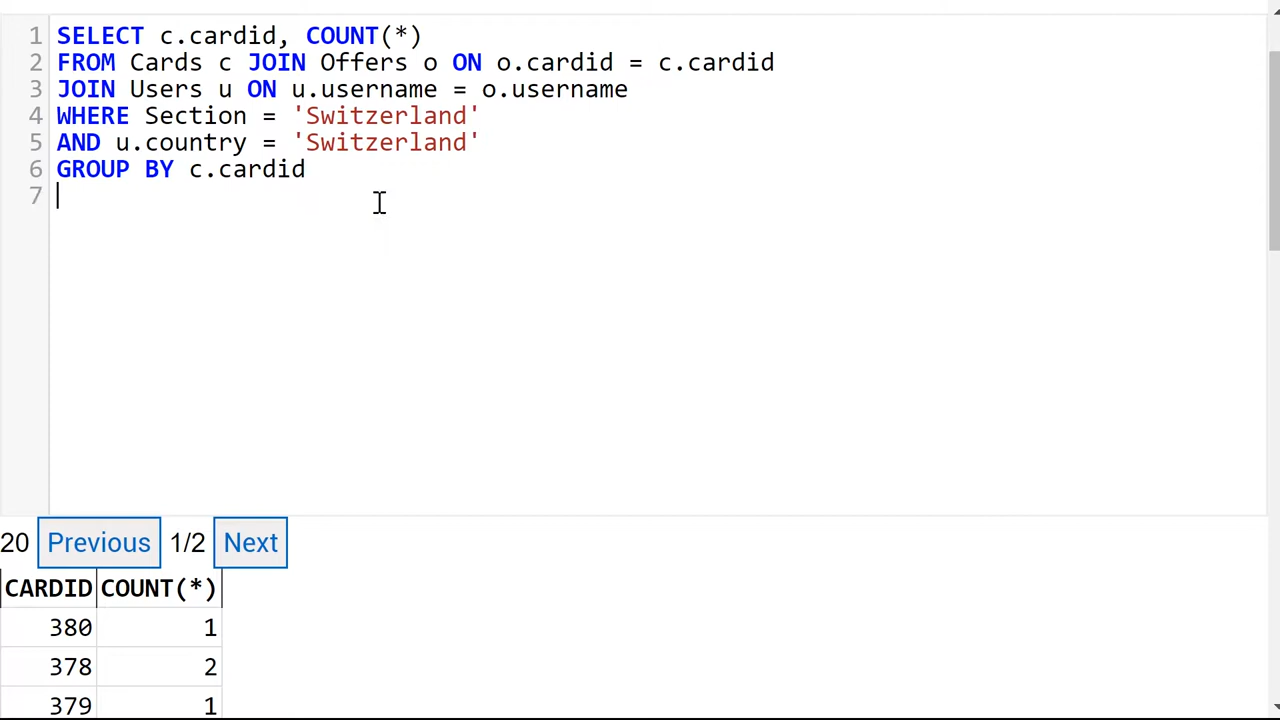 1 SELECT c.cardid, COUNT(*)
2 FROM Cards c JOIN Offers o ON o.cardid = c.cardid
3 JOIN Users u ON u.username = o.username
4 WHERE Section = 'Switzerland'
5 AND u.country = 'Switzerland'
6 GROUP BY c.cardid
7
20 Previous 1/2 Next
CARDID COUNT(*)
380 1
378 2
379 1